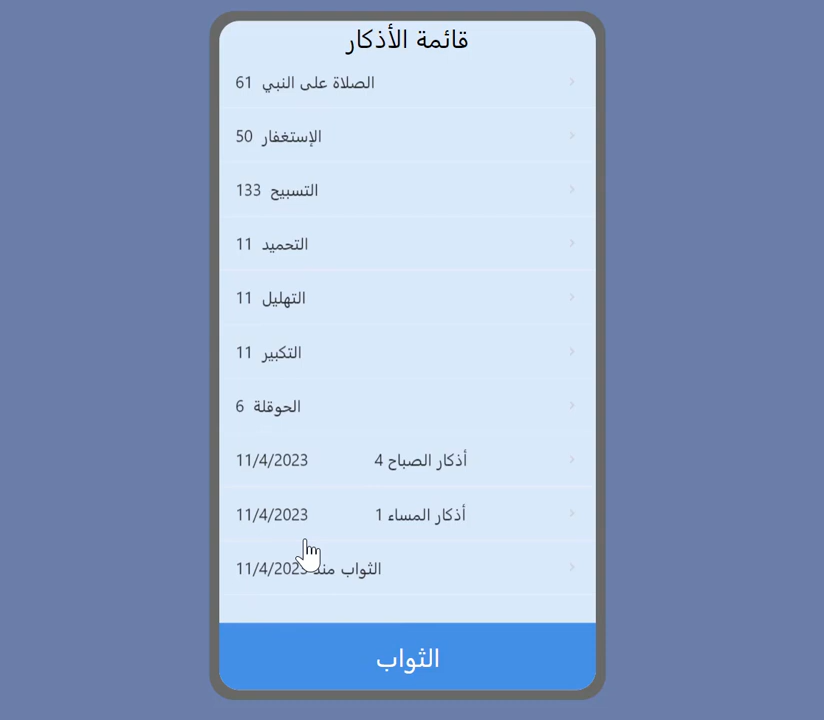 قائمة الأذكار
الصلاة على النبي 61
الإستغفار 50
التسبيح 133
التحميد 11
التهليل 11
التكبير 11
الحوقلة 6
أذكار الصباح 4 11/4/2023
أذكار المساء 1 11/4/2023
الثواب منذ 11/4/2023
الثواب